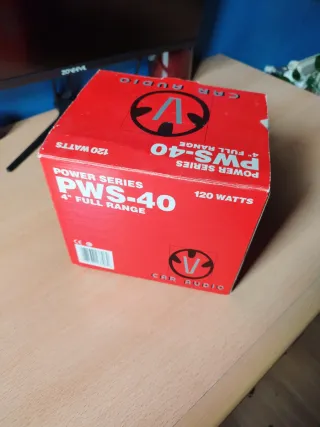 CAR AUDIO
V
POWER SERIES
PWS-40
4" FULL RANGE
120 WATTS
POWER SERIES
PWS-40
4" FULL RANGE
120 WATTS
CE
V
CAR AUDIO